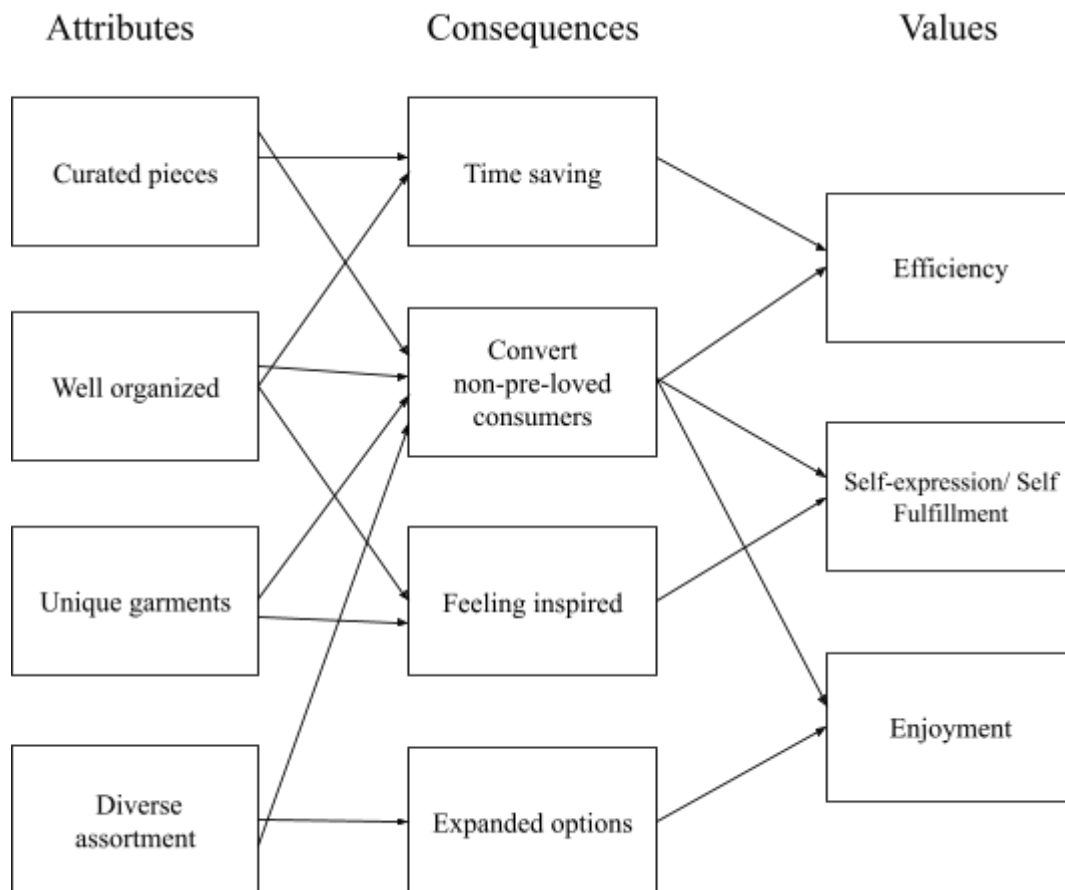 Attributes
Consequences
Values
Curated pieces
Time saving
Efficiency
Well organized
Convert
non-pre-loved
consumers
Self-expression/ Self
Fulfillment
Unique garments
Feeling inspired
Enjoyment
Diverse
assortment
Expanded options